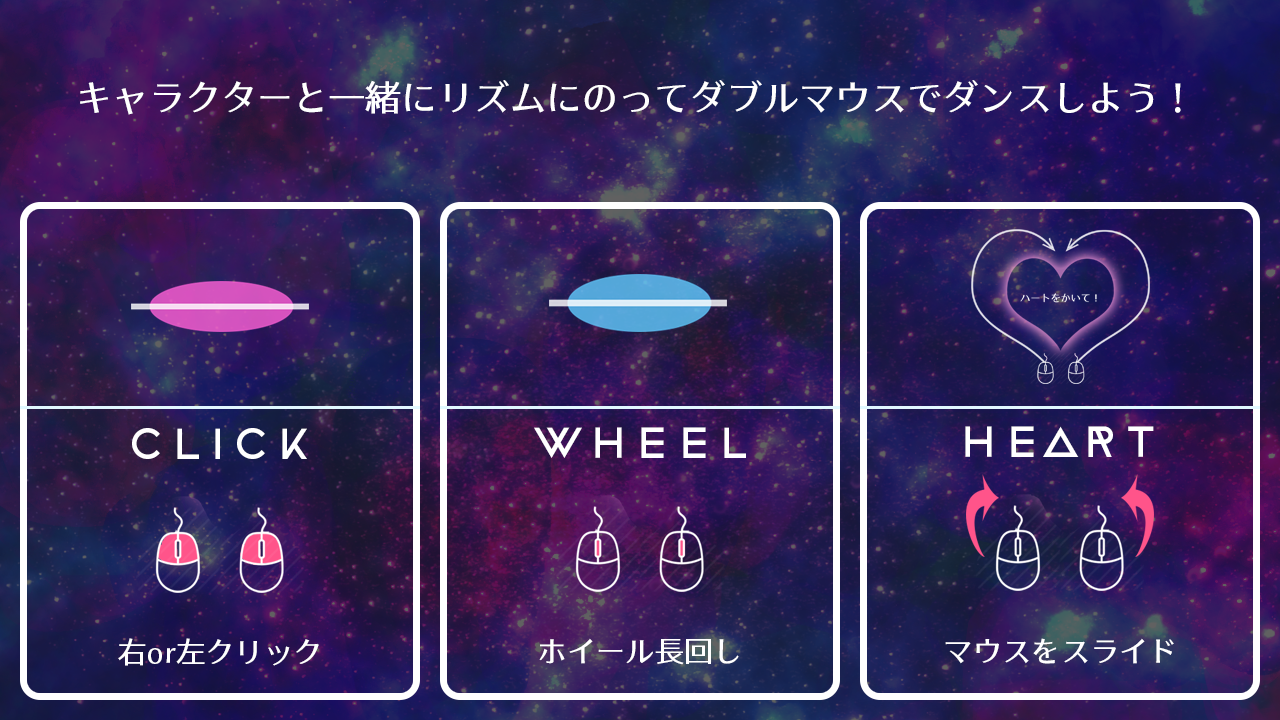 キャラクターと一緒にリズムにのってダブルマウスでダンスしよう！
ハートをかいて！
CLICK
WHEEL
HEART
右or左クリック
ホイール長回し
マウスをスライド